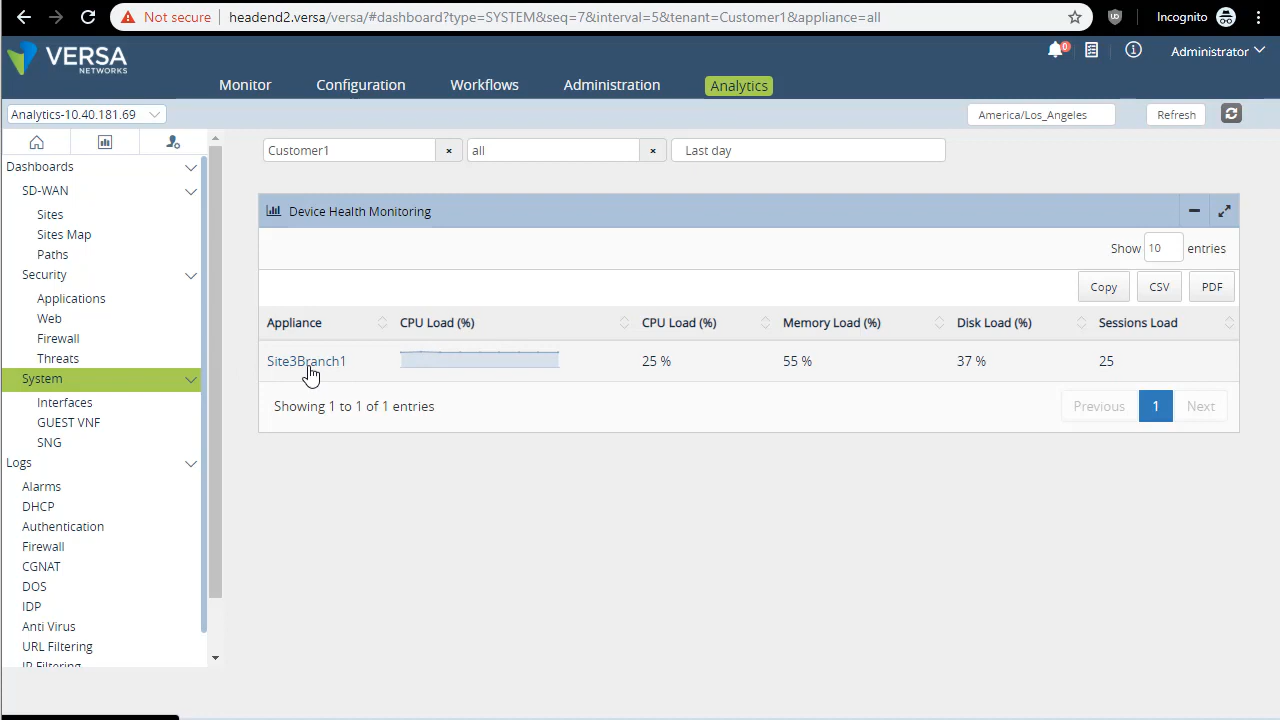 Not secure headend2.versa/versa/#dashboard?type=SYSTEM&seq=7&interval=5&tenant=Customer1&appliance=all Incognito
VERSA
NETWORKS
0
Administrator
Monitor Configuration Workflows Administration Analytics
Analytics-10.40.181.69
America/Los_Angeles Refresh
Dashboards
SD-WAN
Sites
Sites Map
Paths
Security
Applications
Web
Firewall
Threats
System
Interfaces
GUEST VNF
SNG
Logs
Alarms
DHCP
Authentication
Firewall
CGNAT
DOS
IDP
Anti Virus
URL Filtering
IP Filtering
Customer1 × all × Last day
Device Health Monitoring
Show 10 entries
Copy CSV PDF
Appliance CPU Load (%) CPU Load (%) Memory Load (%) Disk Load (%) Sessions Load
Site3Branch1 25 % 55 % 37 % 25
Showing 1 to 1 of 1 entries
Previous 1 Next